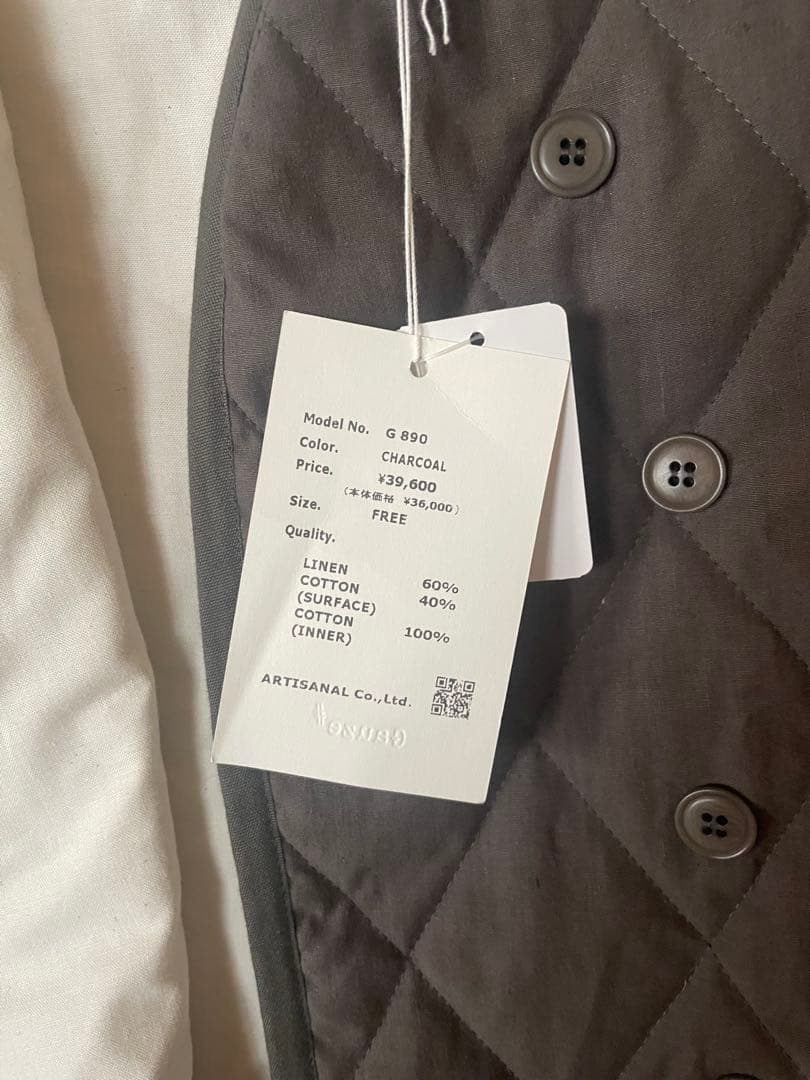 Model No. G 890
Color. CHARCOAL
Price. ¥39,600
(本体価格 ¥36,000)
Size. FREE
Quality.
LINEN 60%
COTTON 40%
(SURFACE)
COTTON 100%
(INNER)
ARTISANAL Co.,Ltd.
Gauze#